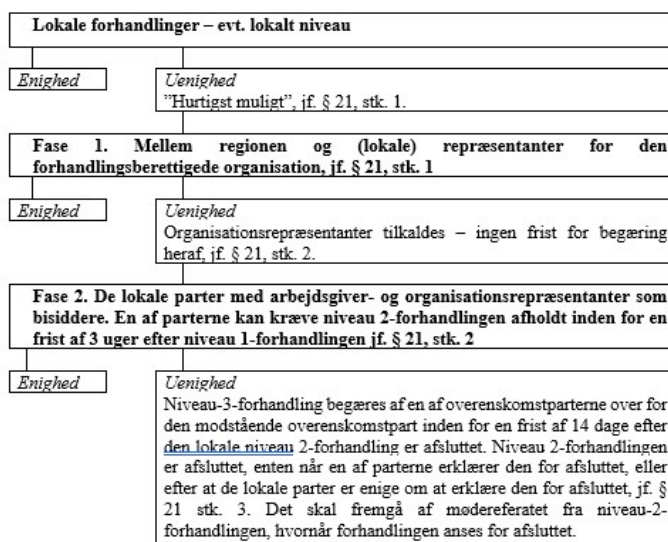 Lokale forhandlinger – evt. lokalt niveau
Enighed
Uenighed
”Hurtigst muligt”, jf. § 21, stk. 1.
Fase 1. Mellem regionen og (lokale) repræsentanter for den
forhandlingsberettigede organisation, jf. § 21, stk. 1
Enighed
Uenighed
Organisationsrepræsentanter tilkaldes – ingen frist for begæring
heraf, jf. § 21, stk. 2.
Fase 2. De lokale parter med arbejdsgiver- og organisationsrepræsentanter som
bisiddere. En af parterne kan kræve niveau 2-forhandlingen afholdt inden for en
frist af 3 uger efter niveau 1-forhandlingen jf. § 21, stk. 2
Enighed
Uenighed
Niveau-3-forhandling begæres af en af overenskomstparterne over for
den modstående overenskomstpart inden for en frist af 14 dage efter
den lokale niveau 2-forhandling er afsluttet. Niveau 2-forhandlingen
er afsluttet, enten når en af parterne erklærer den for afsluttet, eller
efter at de lokale parter er enige om at erklære den for afsluttet, jf. §
21 stk. 3. Det skal fremgå af mødereferatet fra niveau-2-
forhandlingen, hvornår forhandlingen anses for afsluttet.